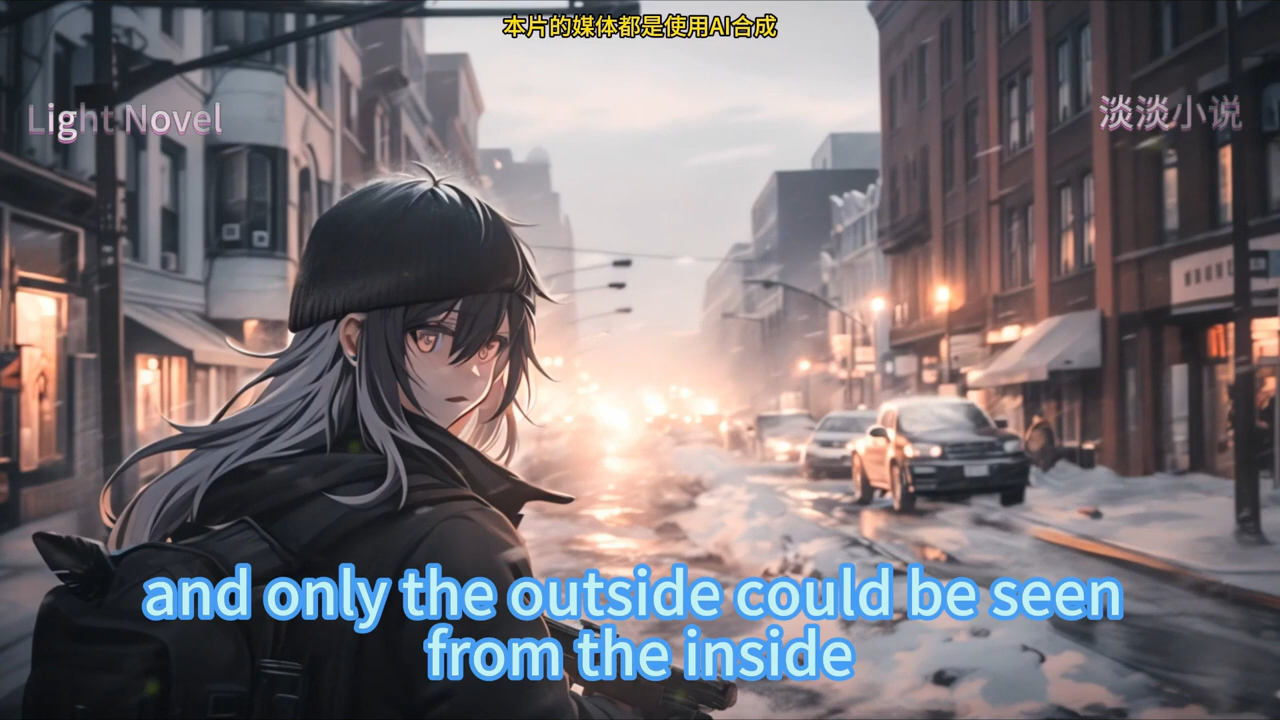 本片的媒体都是使用AI合成
Light Novel
淡淡小说
and only the outside could be seen
from the inside